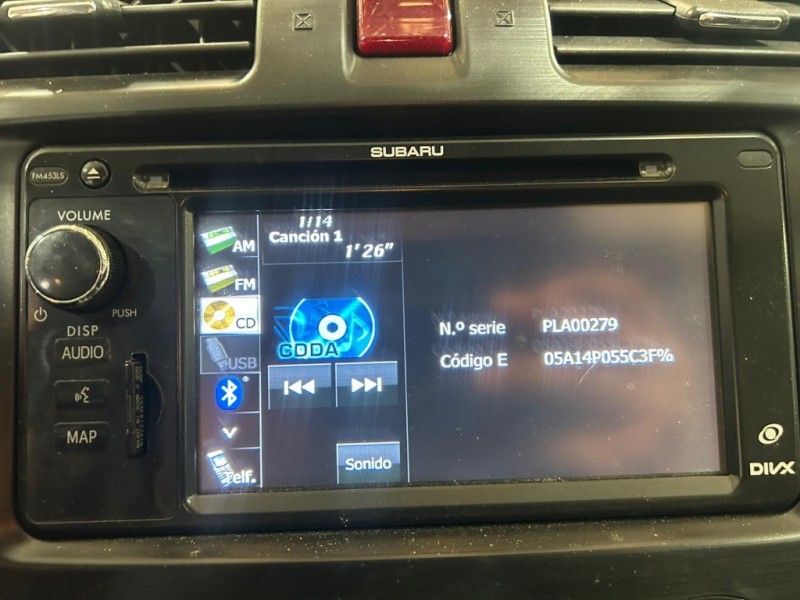 SUBARU
FM453LS
VOLUME
PUSH
DISP
AUDIO
MAP
AM
FM
CD
USB
Telf.
1/14
Canción 1
1' 26"
CDDA
Sonido
N.º serie PLA00279
Código E 05A14P055C3F%
DIVX